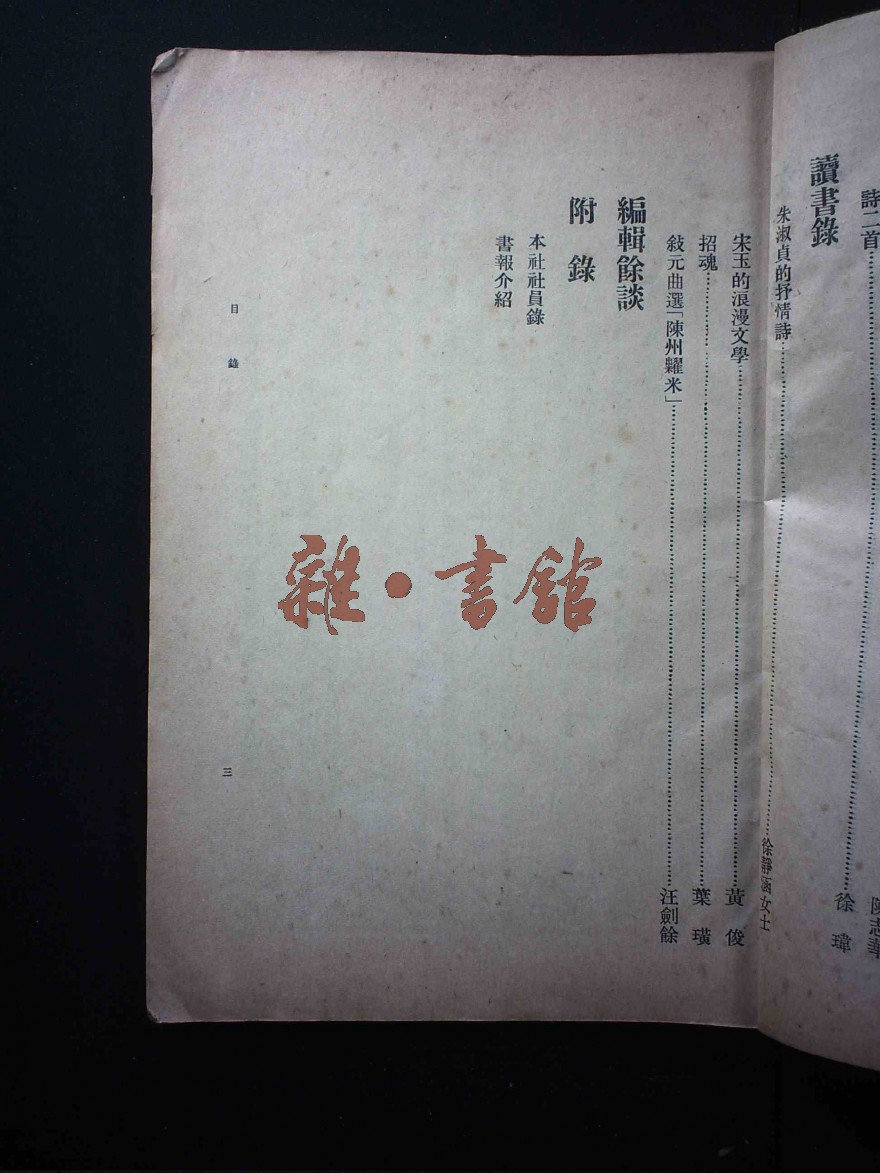 陳志華
詩二首……徐瑋
讀書錄
朱淑貞的抒情詩……徐靜涵女士
宋玉的浪漫文學……黃俊
招魂……葉璜
敍元曲選「陳州糶米」……汪劍餘
編輯餘談
附錄
本社社員錄
書報介紹
目錄
三
雜·書館